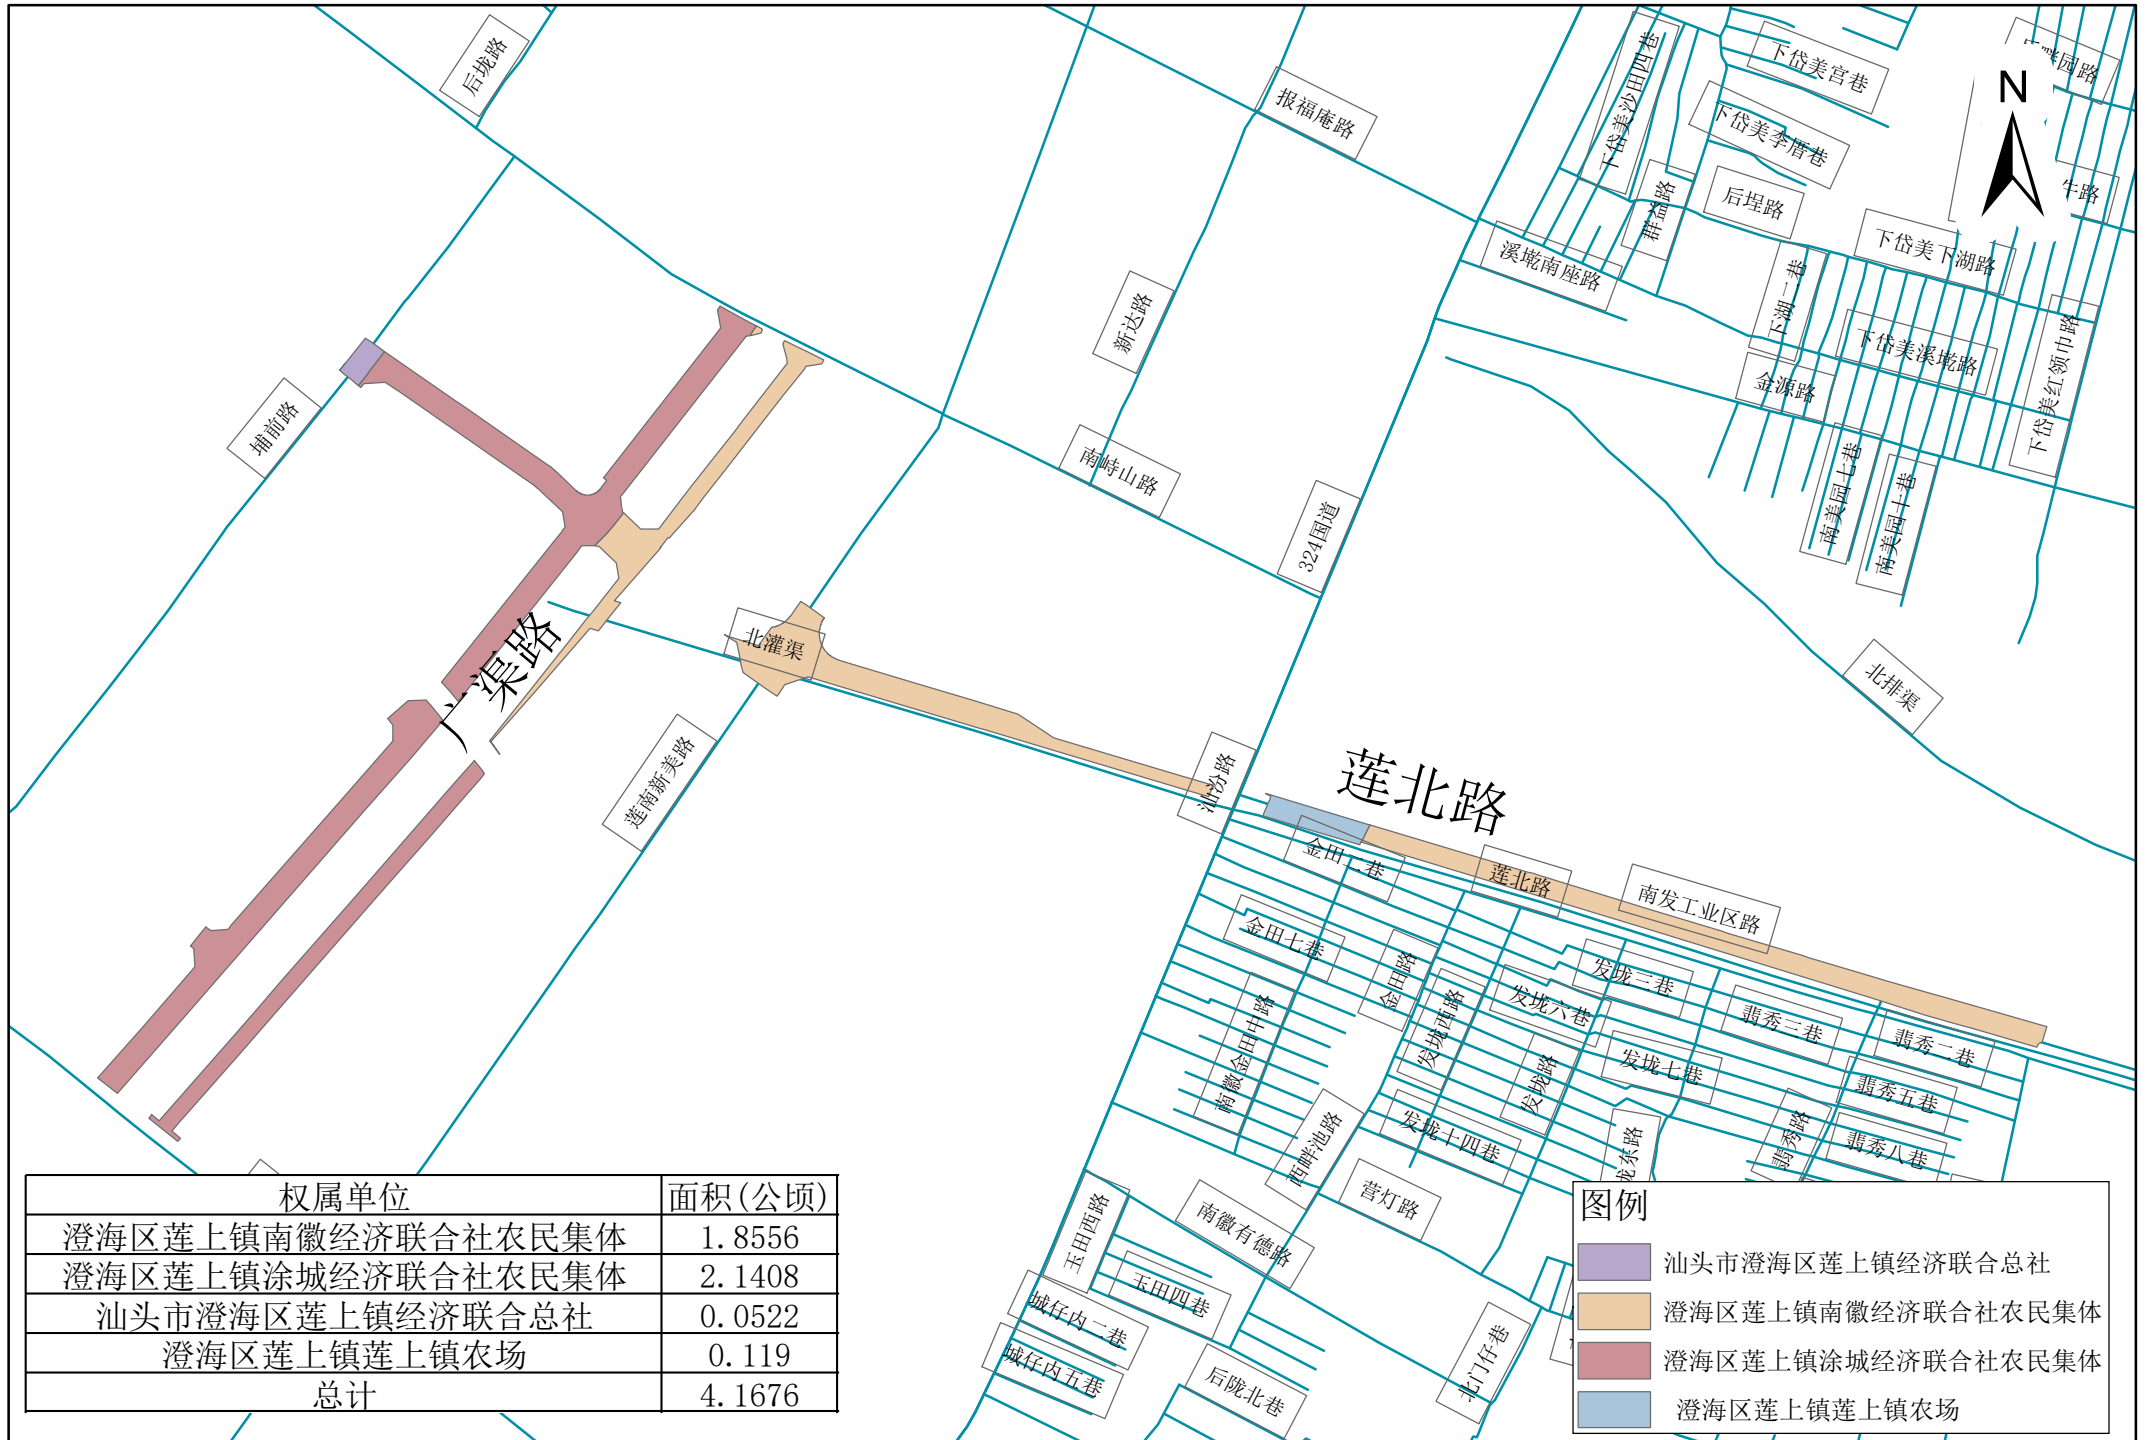 后垅路
报福庵路
下岱美沙田四巷
下岱美宫巷
N
下岱美李厝巷
牛路
群益路
后埕路
溪墘南座路
下岱美下湖路
下湖二巷
新达路
下岱美溪墘路
金源路
下岱美红领巾路
埔前路
南峙山路
南美园七巷
南美园十巷
324国道
广渠路
北灌渠
北排渠
莲南新美路
汕汾路
莲北路
金田二巷
莲北路
南发工业区路
金田七巷
金田路
发垅三巷
发垅西路
发垅六巷
翡秀三巷
翡秀二巷
南徽金田中路
发垅路
发垅七巷
翡秀五巷
西畔池路
发垅十四巷
垅东路
翡秀路
翡秀八巷
营灯路
玉田西路
南徽有德路
玉田四巷
城仔内二巷
城仔内五巷
后陇北巷
北门仔巷
权属单位 面积(公顷)
澄海区莲上镇南徽经济联合社农民集体 1.8556
澄海区莲上镇涂城经济联合社农民集体 2.1408
汕头市澄海区莲上镇经济联合总社 0.0522
澄海区莲上镇莲上镇农场 0.119
总计 4.1676
图例
汕头市澄海区莲上镇经济联合总社
澄海区莲上镇南徽经济联合社农民集体
澄海区莲上镇涂城经济联合社农民集体
澄海区莲上镇莲上镇农场